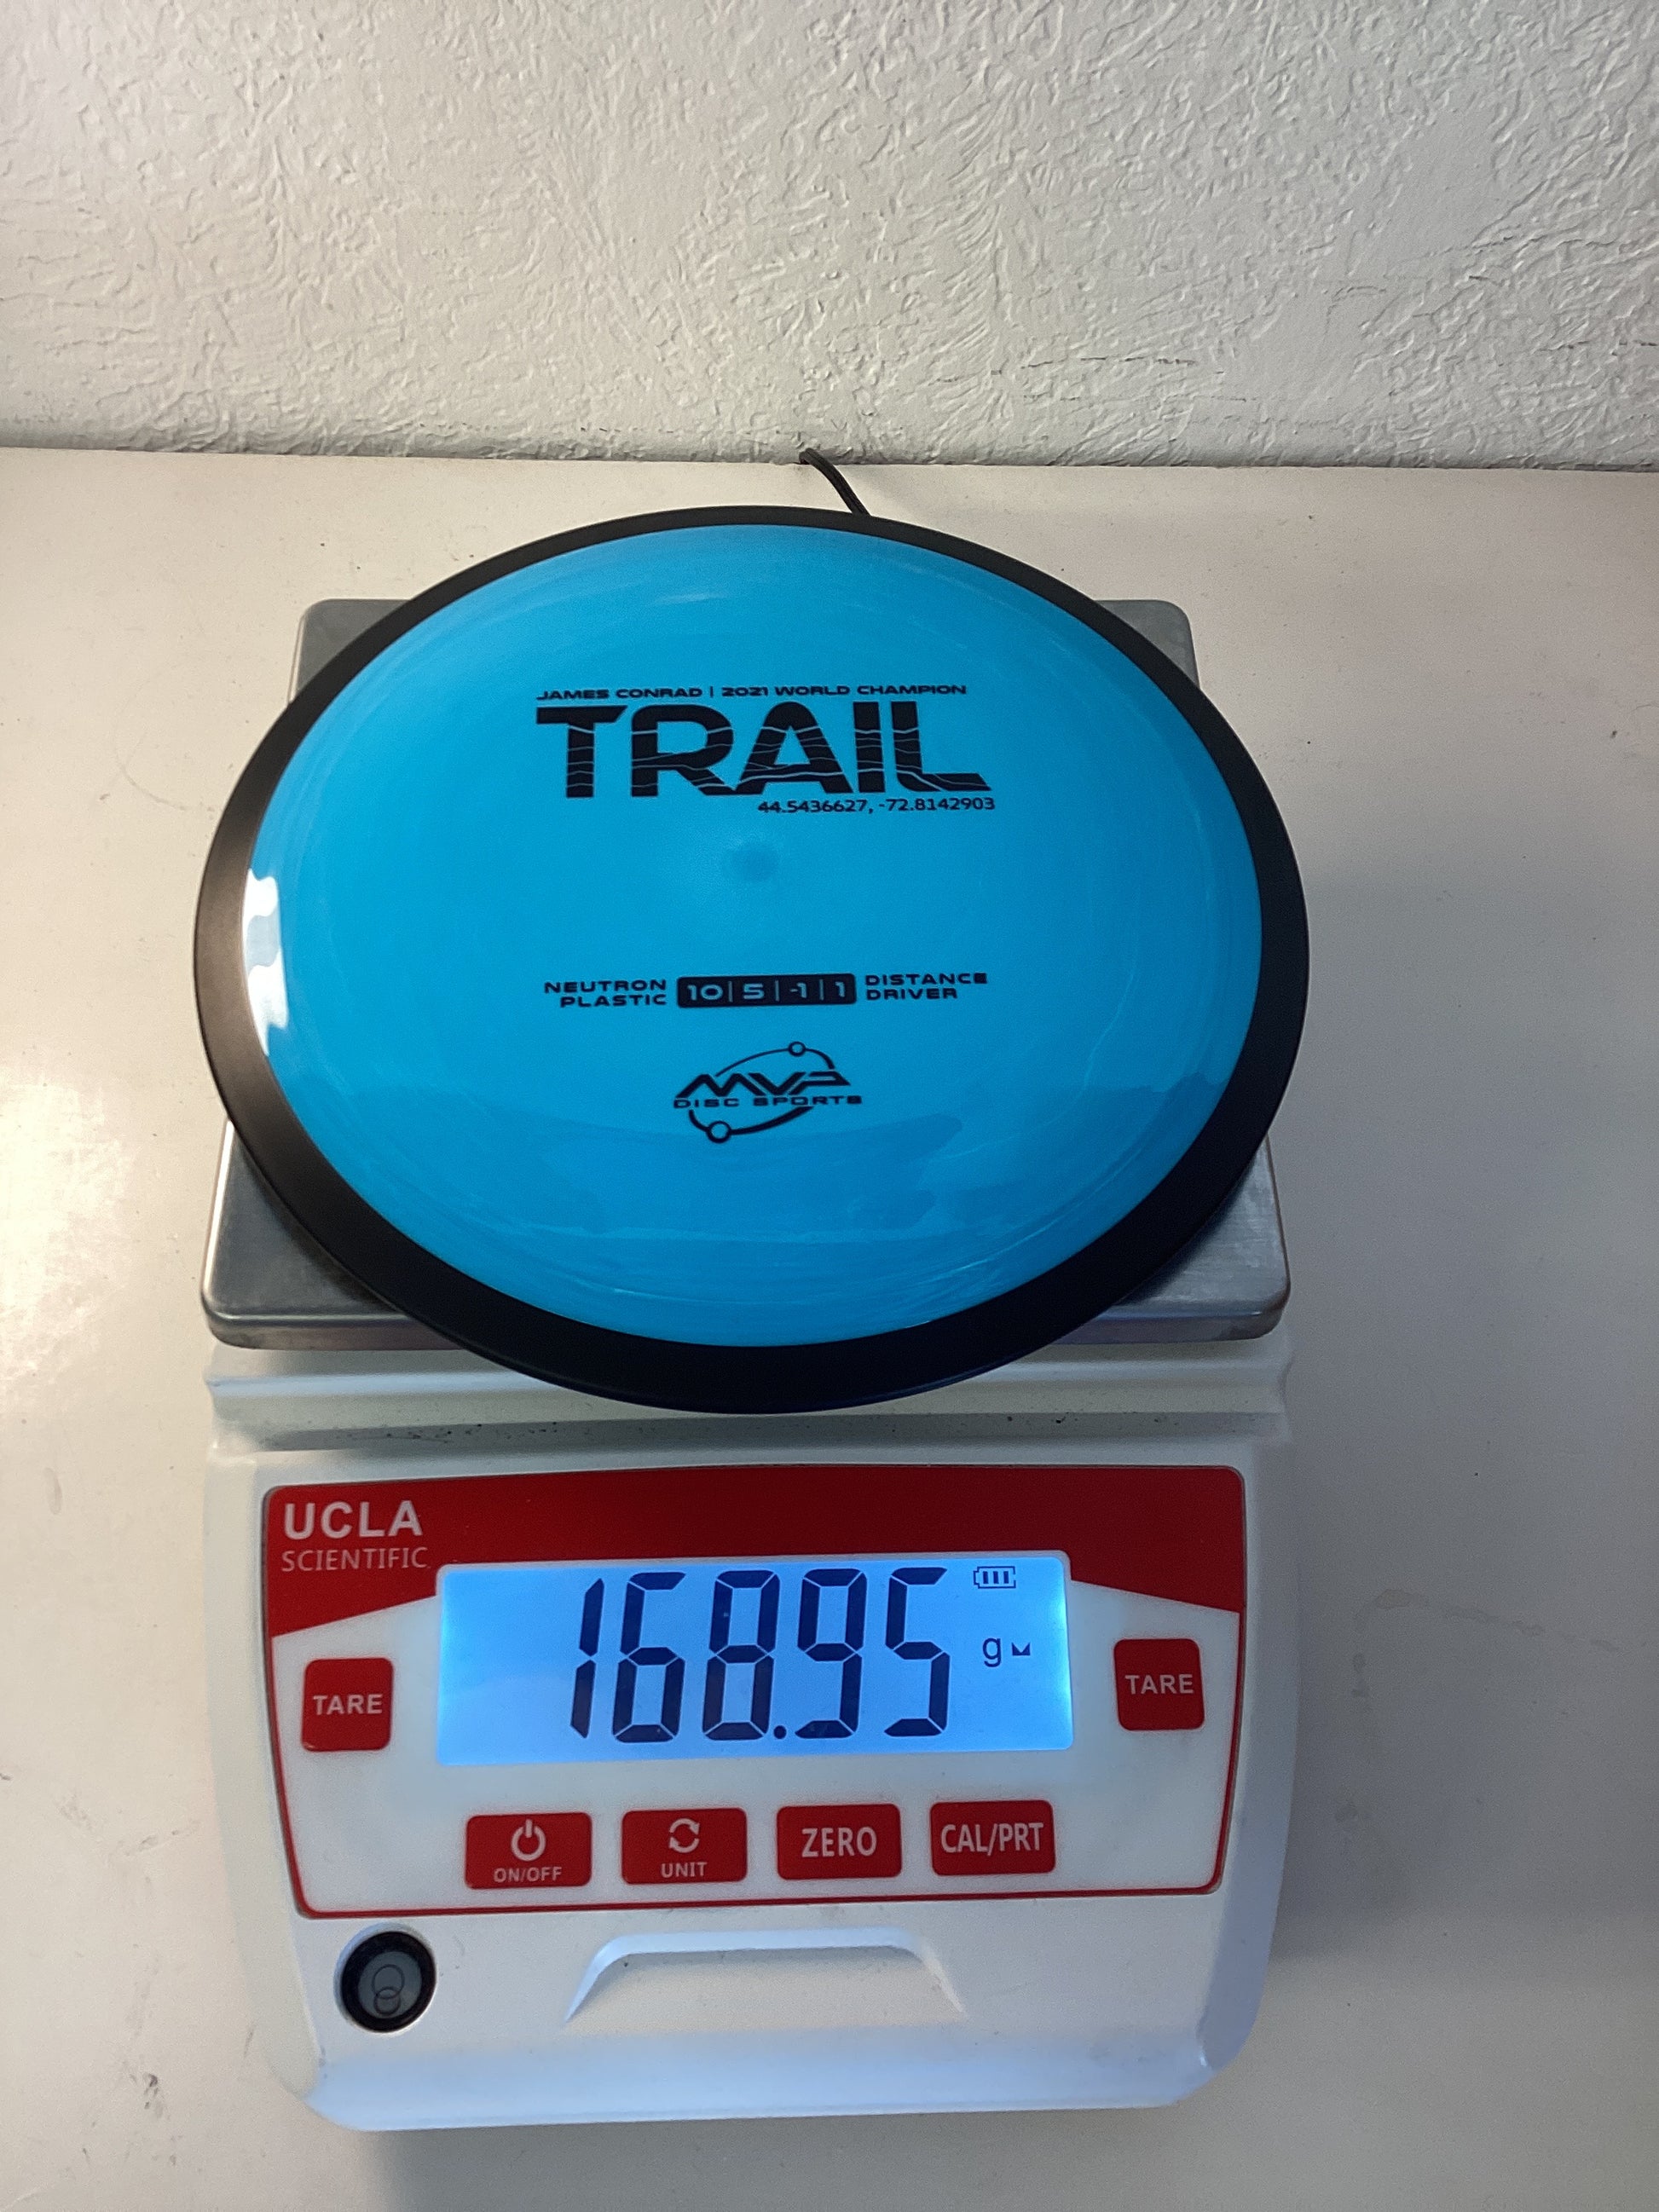 JAMES CONRAD | 2021 WORLD CHAMPION
TRAIL
44.5436627, -72.8142903
NEUTRON PLASTIC
10 | 5 | -1 | 1
DISTANCE DRIVER
MVP
DISC SPORTS
UCLA
SCIENTIFIC
168.95 g
TARE
TARE
ON/OFF
UNIT
ZERO
CAL/PRT